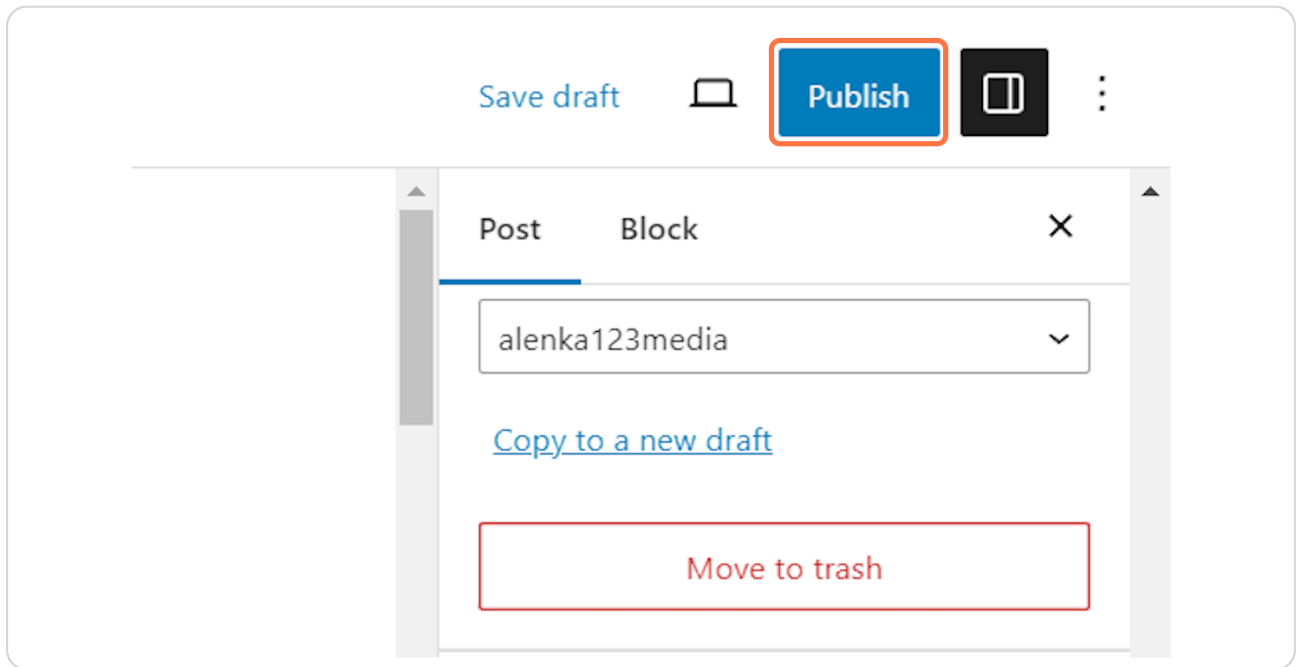 Save draft Publish
Post Block
alenka123media
Copy to a new draft
Move to trash